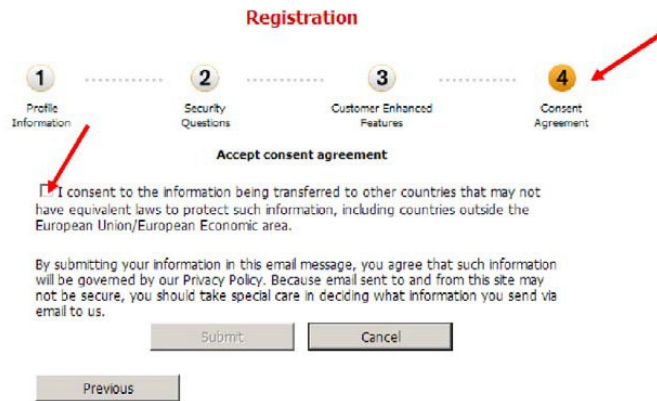 Registration
1 2 3 4
Profile Security Customer Enhanced Consent
Information Questions Features Agreement
Accept consent agreement
I consent to the information being transferred to other countries that may not
have equivalent laws to protect such information, including countries outside the
European Union/European Economic area.
By submitting your information in this email message, you agree that such information
will be governed by our Privacy Policy. Because email sent to and from this site may
not be secure, you should take special care in deciding what information you send via
email to us.
Submit Cancel
Previous